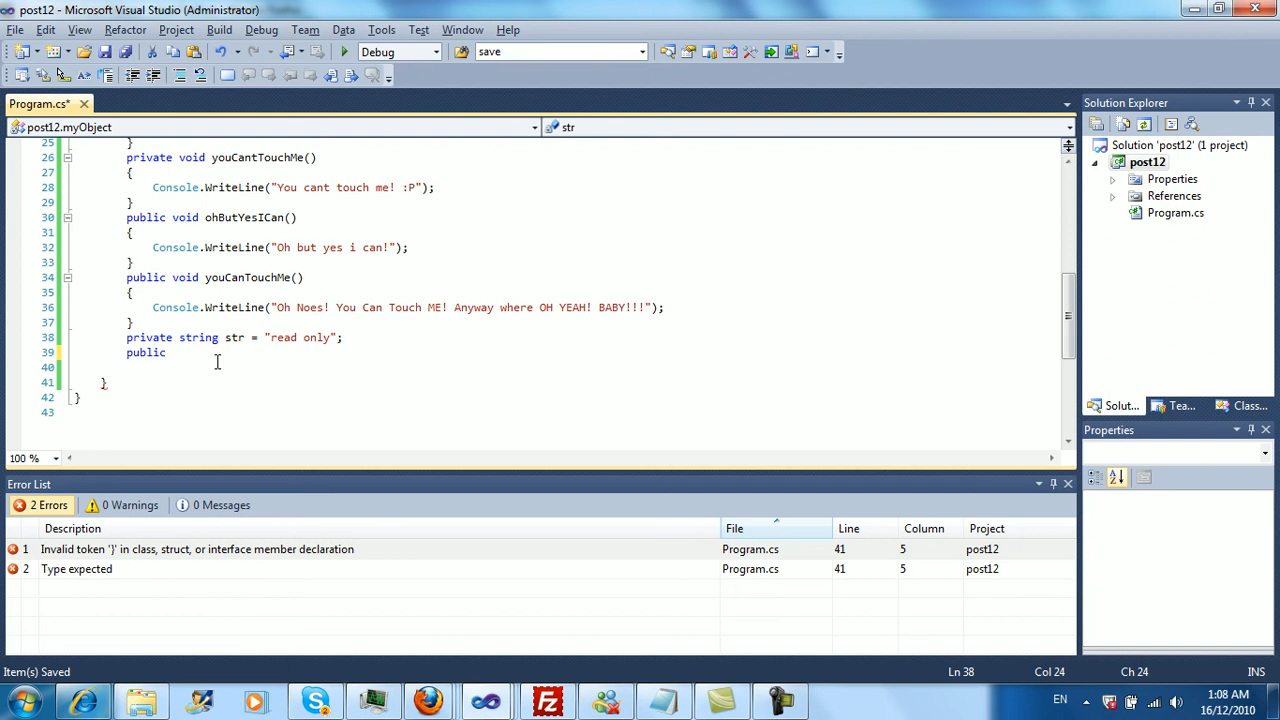 post12 - Microsoft Visual Studio (Administrator)
File Edit View Refactor Project Build Debug Team Data Tools Test Window Help
Debug save
Program.cs*
post12.myObject str
25 }
26 private void youCantTouchMe()
27 {
28 Console.WriteLine("You cant touch me! :P");
29 }
30 public void ohButYesICan()
31 {
32 Console.WriteLine("Oh but yes i can!");
33 }
34 public void youCanTouchMe()
35 {
36 Console.WriteLine("Oh Noes! You Can Touch ME! Anyway where OH YEAH! BABY!!!");
37 }
38 private string str = "read only";
39 public
40
41 }
42 }
43
100 %
Solution Explorer
Solution 'post12' (1 project)
post12
Properties
References
Program.cs
Solut... Tea... Class...
Properties
Error List
2 Errors 0 Warnings 0 Messages
Description File Line Column Project
1 Invalid token '}' in class, struct, or interface member declaration Program.cs 41 5 post12
2 Type expected Program.cs 41 5 post12
Item(s) Saved Ln 38 Col 24 Ch 24 INS
EN 1:08 AM
16/12/2010